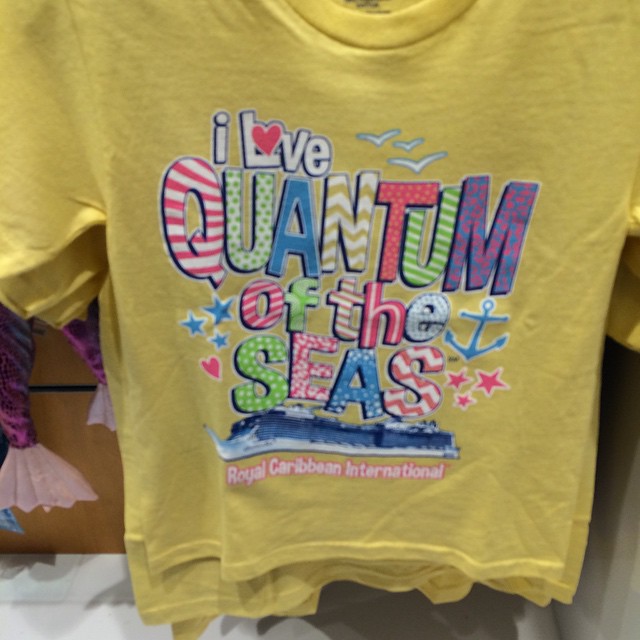 i love
QUANTUM
of the
SEAS
Royal Caribbean International